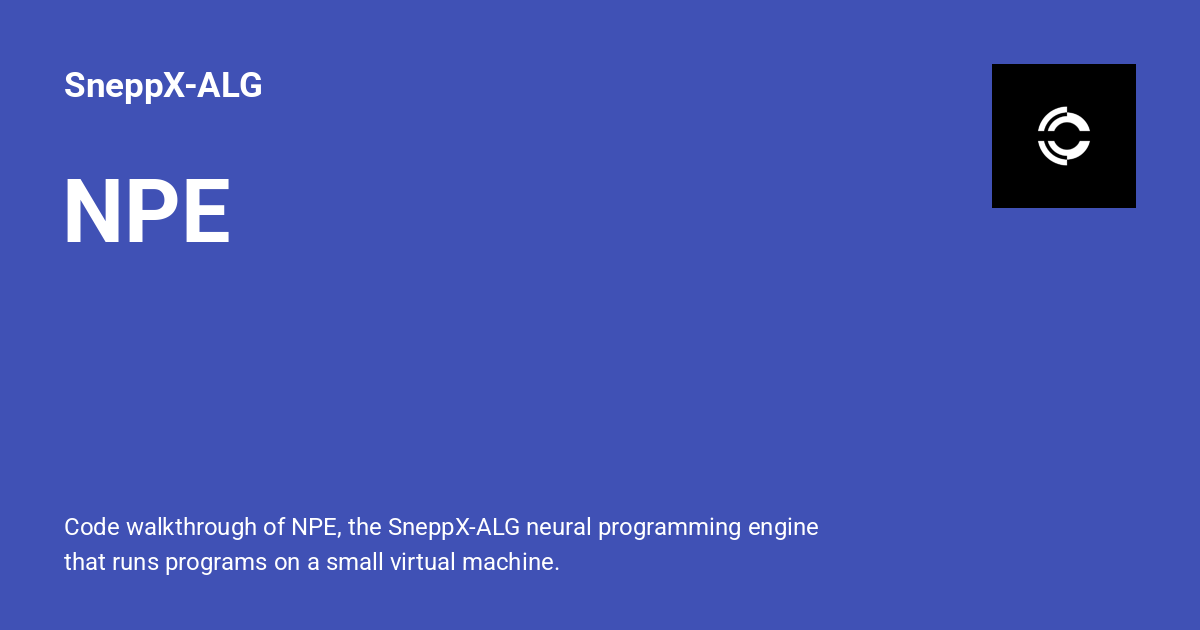 SneppX-ALG
NPE
Code walkthrough of NPE, the SneppX-ALG neural programming engine
that runs programs on a small virtual machine.